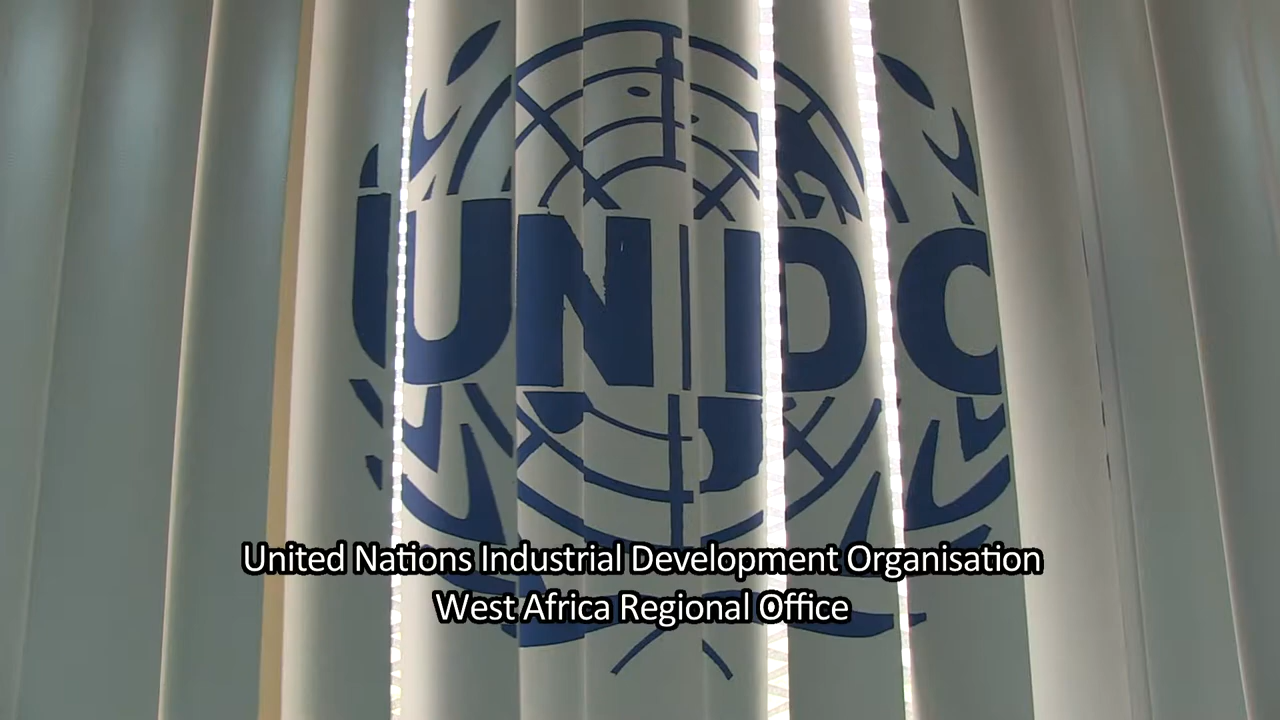 UNIDO
United Nations Industrial Development Organisation
West Africa Regional Office